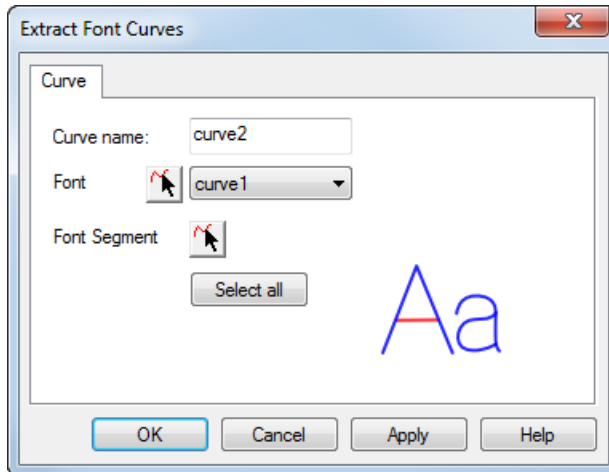 Extract Font Curves
Curve
Curve name: curve2
Font curve1
Font Segment
Select all
Aa
OK Cancel Apply Help